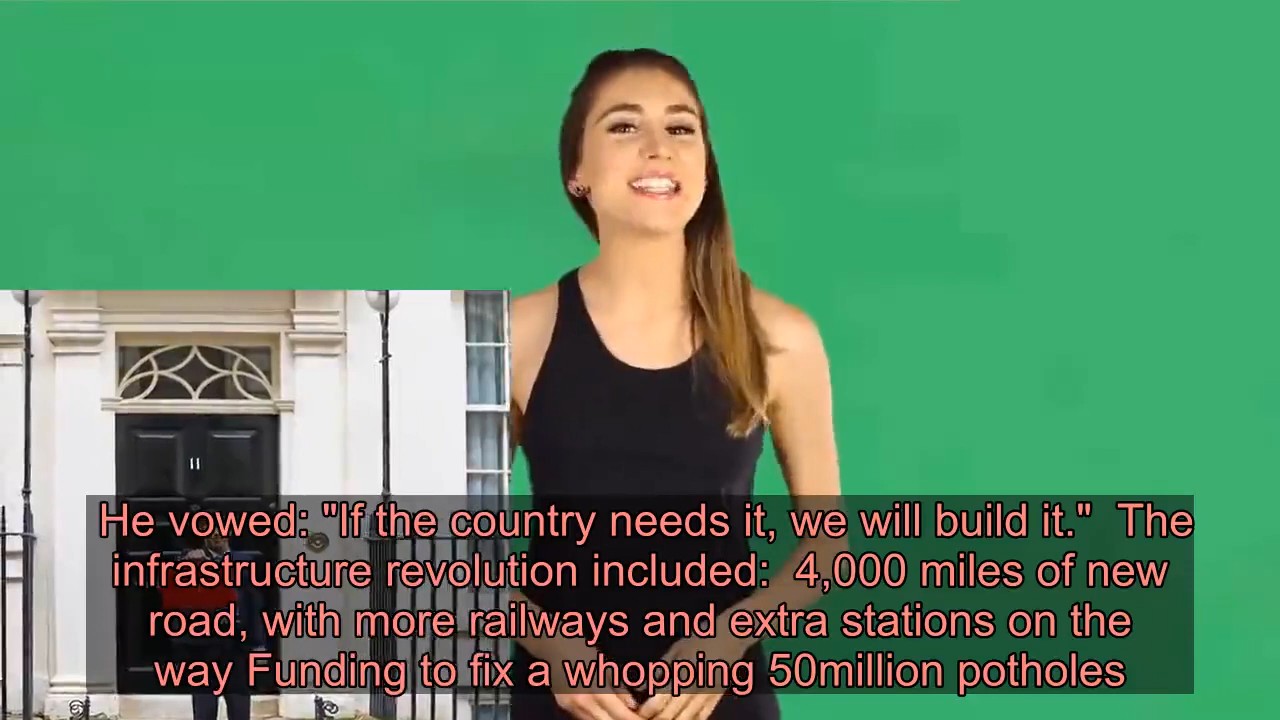 11
He vowed: "If the country needs it, we will build it."  The
infrastructure revolution included:  4,000 miles of new
road, with more railways and extra stations on the
way Funding to fix a whopping 50million potholes